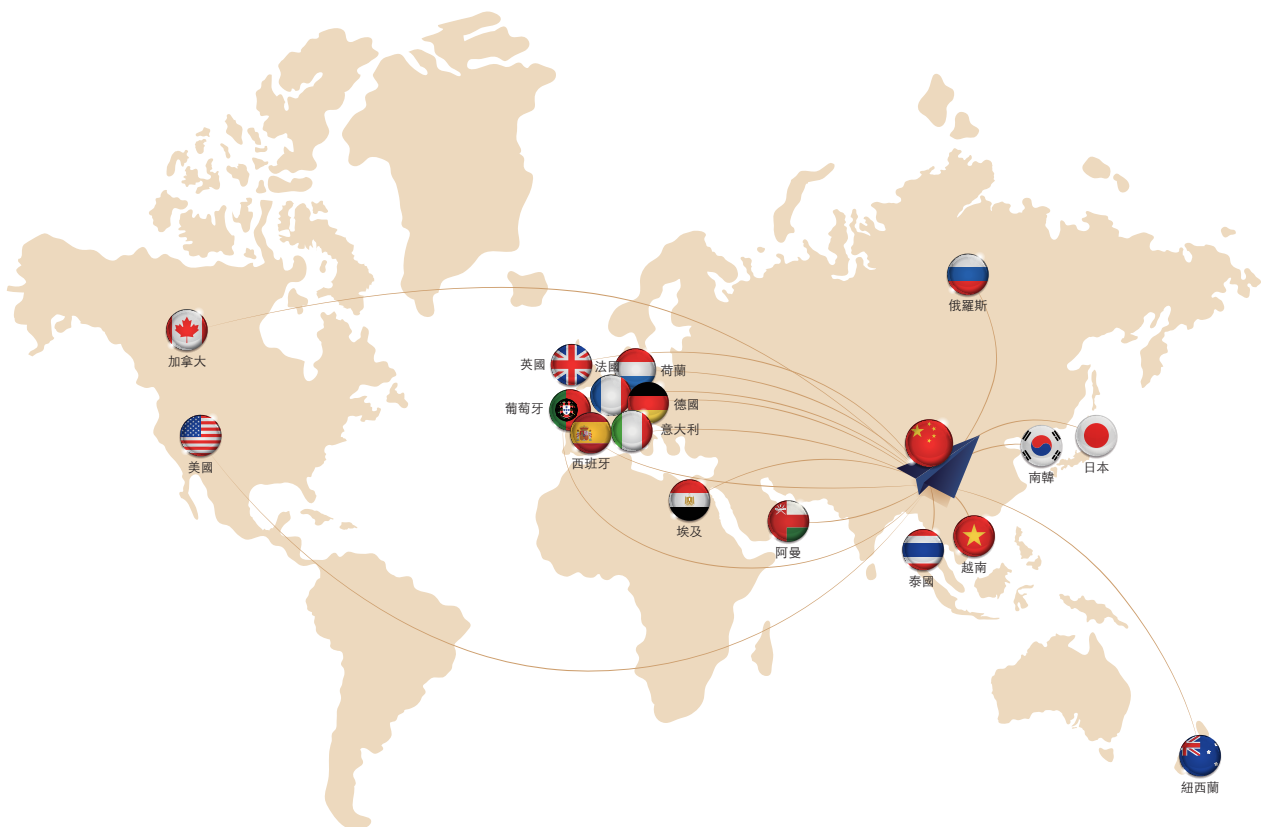 俄羅斯
加拿大
英國
法國
荷蘭
葡萄牙
德國
意大利
美國
西班牙
南韓
日本
埃及
阿曼
越南
泰國
紐西蘭